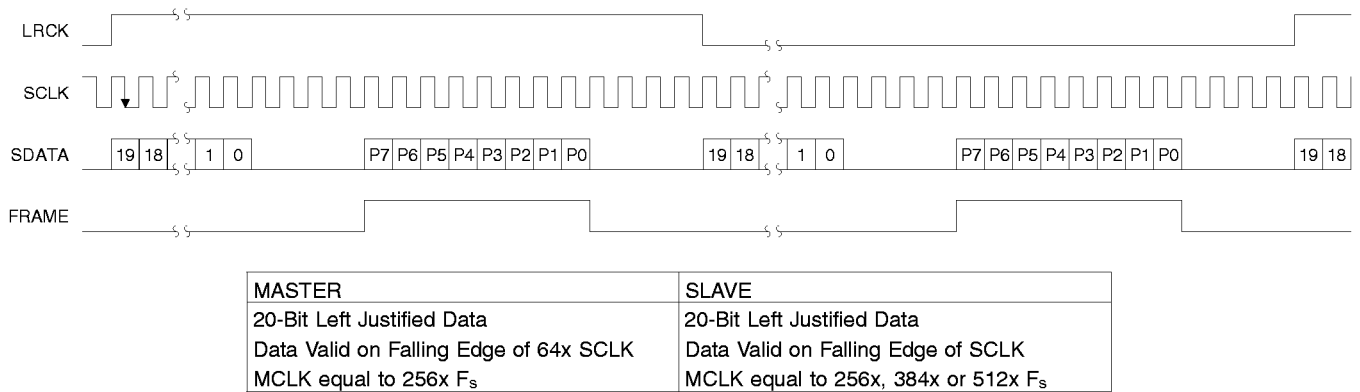 LRCK
SCLK
SDATA 19 18 1 0 P7 P6 P5 P4 P3 P2 P1 P0 19 18 1 0 P7 P6 P5 P4 P3 P2 P1 P0 19 18
FRAME
MASTER SLAVE
20-Bit Left Justified Data 20-Bit Left Justified Data
Data Valid on Falling Edge of 64x SCLK Data Valid on Falling Edge of SCLK
MCLK equal to 256x Fs MCLK equal to 256x, 384x or 512x Fs